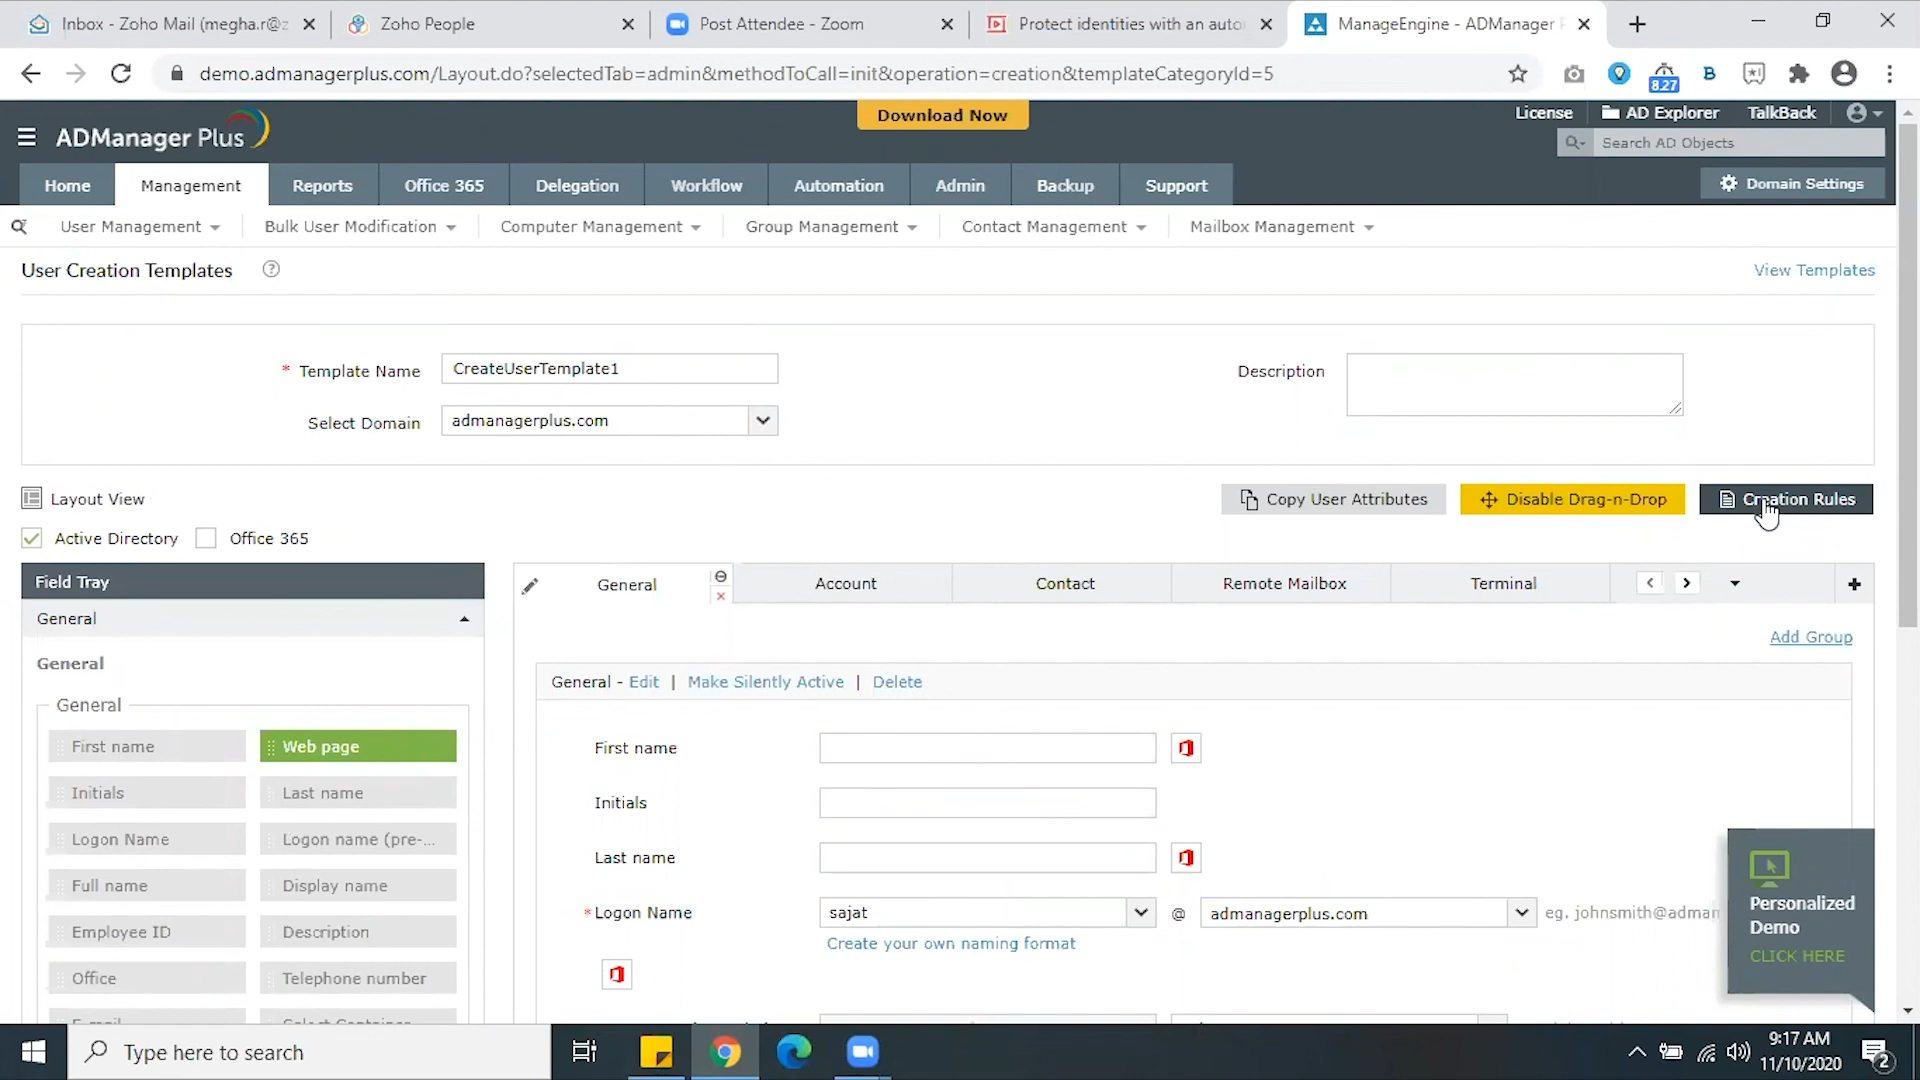 Inbox - Zoho Mail (megha.r@z
Zoho People
Post Attendee - Zoom
Protect identities with an auto
ManageEngine - ADManager P
demo.admanagerplus.com/Layout.do?selectedTab=admin&methodToCall=init&operation=creation&templateCategoryId=5
8.27
Download Now
License
AD Explorer
TalkBack
ADManager Plus
Search AD Objects
Home
Management
Reports
Office 365
Delegation
Workflow
Automation
Admin
Backup
Support
Domain Settings
User Management
Bulk User Modification
Computer Management
Group Management
Contact Management
Mailbox Management
User Creation Templates
View Templates
* Template Name
CreateUserTemplate1
Description
Select Domain
admanagerplus.com
Layout View
Copy User Attributes
Disable Drag-n-Drop
Creation Rules
Active Directory
Office 365
Field Tray
General
Account
Contact
Remote Mailbox
Terminal
General
Add Group
General
General - Edit | Make Silently Active | Delete
General
First name
Web page
First name
Initials
Last name
Initials
Logon Name
Logon name (pre-...
Last name
Full name
Display name
* Logon Name
sajat
@
admanagerplus.com
eg. johnsmith@adman
Employee ID
Description
Create your own naming format
Office
Telephone number
Personalized
Demo
CLICK HERE
Type here to search
9:17 AM
11/10/2020
2